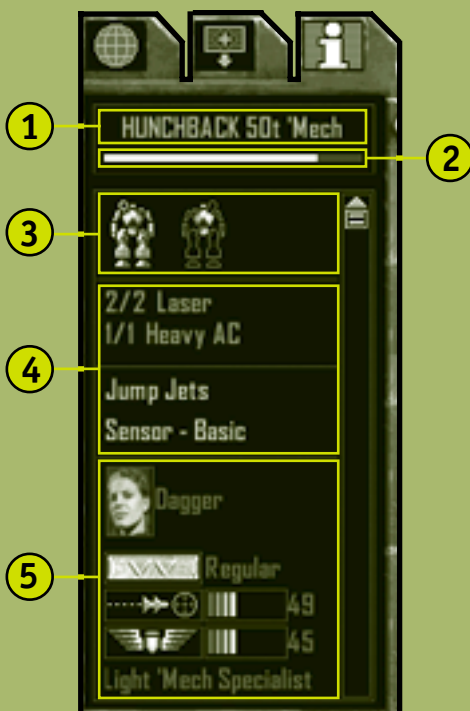 1
HUNCHBACK 50t 'Mech
2
3
2/2 Laser
1/1 Heavy AC
4
Jump Jets
Sensor - Basic
Dagger
5
Regular
49
45
Light 'Mech Specialist